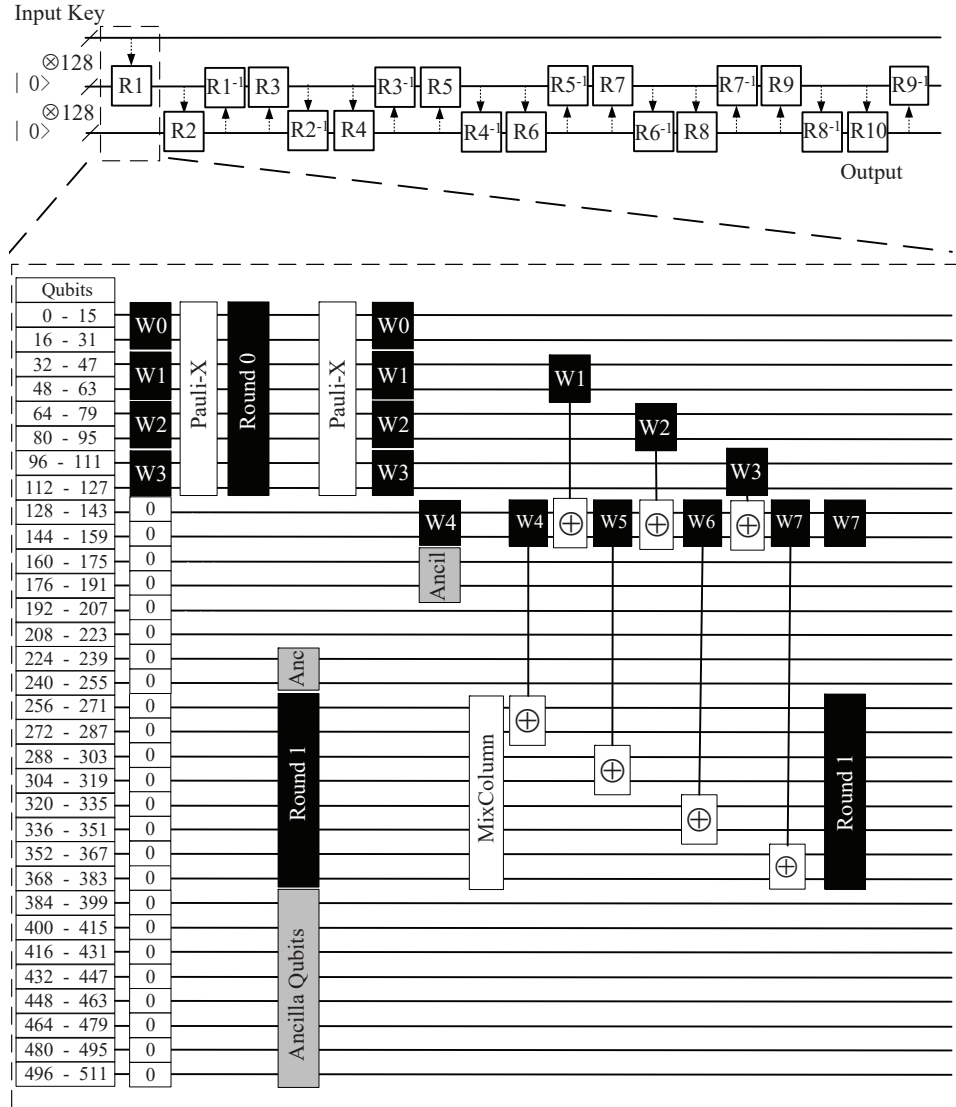 Input Key
⊗128
| 0⟩ R1 R1⁻¹ R3 R3⁻¹ R5 R5⁻¹ R7 R7⁻¹ R9 R9⁻¹
⊗128
| 0⟩ R2 R2⁻¹ R4 R4⁻¹ R6 R6⁻¹ R8 R8⁻¹ R10
Output
Qubits
0 - 15
16 - 31
32 - 47
48 - 63
64 - 79
80 - 95
96 - 111
112 - 127
128 - 143 0
144 - 159 0
160 - 175 0
176 - 191 0
192 - 207 0
208 - 223 0
224 - 239 0
240 - 255 0
256 - 271 0
272 - 287 0
288 - 303 0
304 - 319 0
320 - 335 0
336 - 351 0
352 - 367 0
368 - 383 0
384 - 399 0
400 - 415 0
416 - 431 0
432 - 447 0
448 - 463 0
464 - 479 0
480 - 495 0
496 - 511 0
W0
W1
W2
W3
Pauli-X
Round 0
Pauli-X
W0
W1
W2
W3
W1
W2
W3
W4
Ancil
W4 ⊕ W5 ⊕ W6 ⊕ W7 W7
Anc
Round 1
Ancilla Qubits
MixColumn
⊕
⊕
⊕
⊕
Round 1